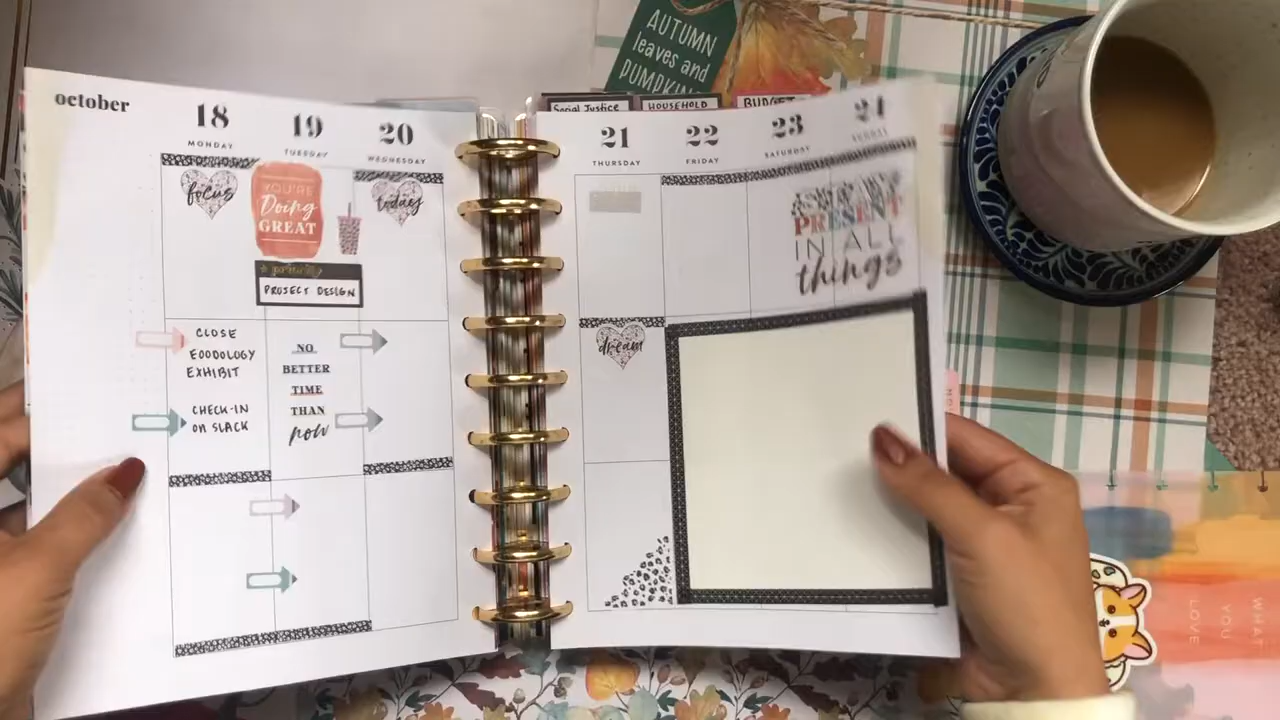 AUTUMN
leaves and
PUMPKINS
Social Justice
HOUSEHOLD
BUDGET
october
18
MONDAY
19
TUESDAY
20
WEDNESDAY
21
THURSDAY
22
FRIDAY
23
SATURDAY
24
SUNDAY
focus
YOU'RE
Doing
GREAT
today
priority
PROJECT DESIGN
PRESENT
IN ALL
things
CLOSE
FOODOLOGY
EXHIBIT
CHECK-IN
ON SLACK
NO
BETTER
TIME
THAN
now
dream
WHAT
YOU
LOVE